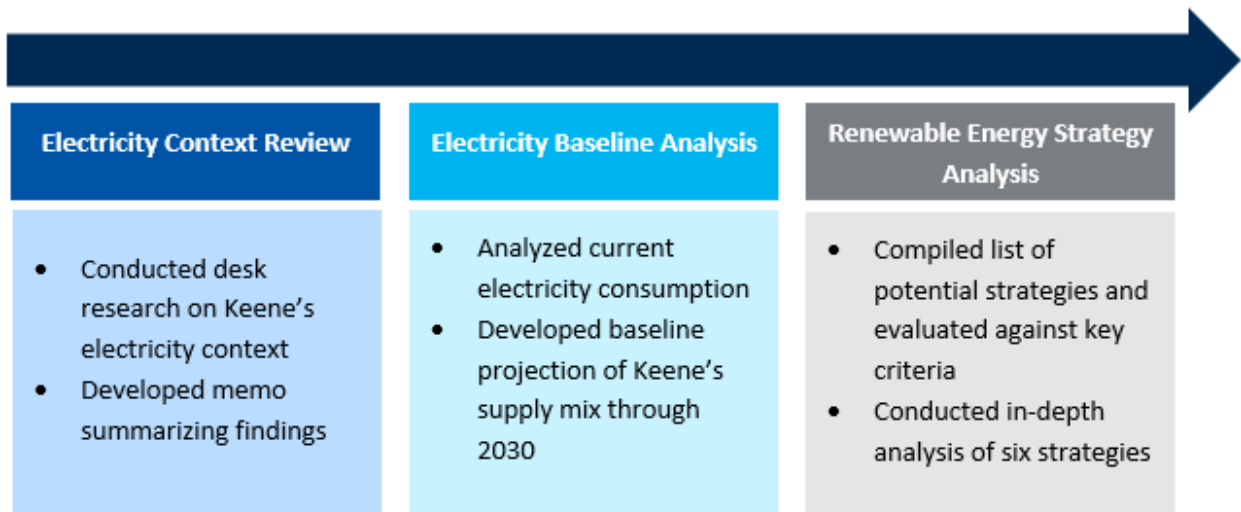 Electricity Context Review
• Conducted desk
research on Keene's
electricity context
• Developed memo
summarizing findings
Electricity Baseline Analysis
• Analyzed current
electricity consumption
• Developed baseline
projection of Keene's
supply mix through
2030
Renewable Energy Strategy
Analysis
• Compiled list of
potential strategies and
evaluated against key
criteria
• Conducted in-depth
analysis of six strategies